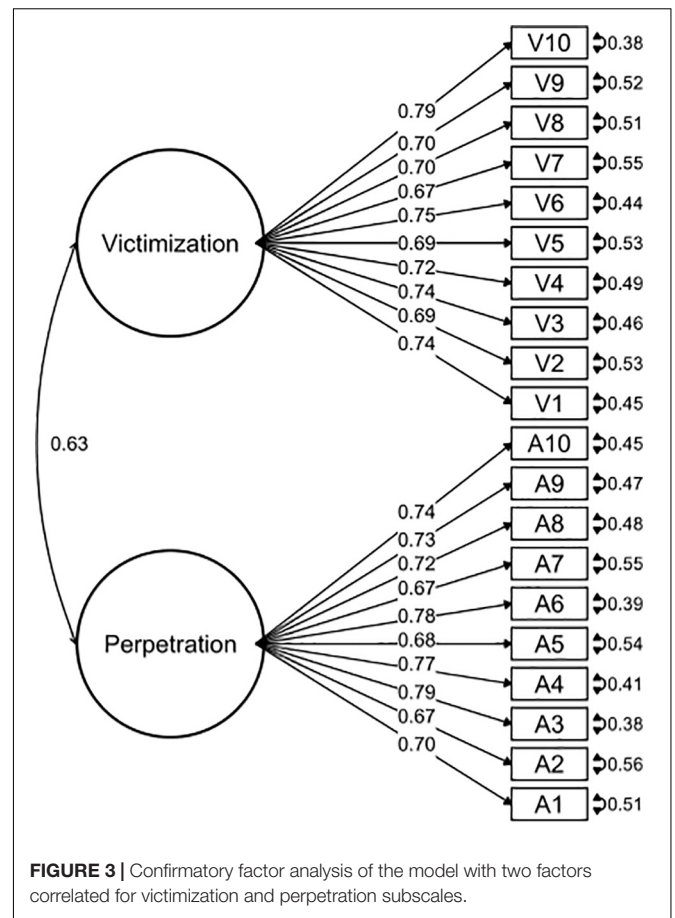 V10 0.38
V9 0.52
0.79
V8 0.51
0.70
V7 0.55
0.70
0.67
V6 0.44
0.75
Victimization 0.69 V5 0.53
0.72
V4 0.49
0.74
V3 0.46
0.69
V2 0.53
0.74
V1 0.45
0.63
A10 0.45
A9 0.47
0.74
A8 0.48
0.73
0.72
A7 0.55
0.67
A6 0.39
0.78
Perpetration 0.68 A5 0.54
0.77
A4 0.41
0.79
A3 0.38
0.67
A2 0.56
0.70
A1 0.51
FIGURE 3 | Confirmatory factor analysis of the model with two factors
correlated for victimization and perpetration subscales.